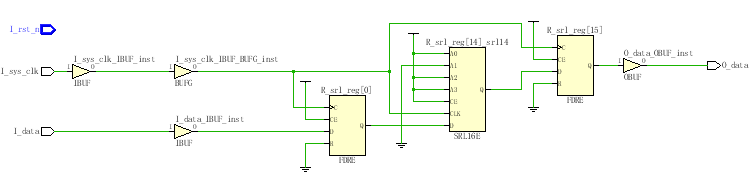 I_rst_n
R_srl_reg[15]
R_srl_reg[14]_srl14
I_sys_clk_IBUF_inst
I_sys_clk_IBUF_BUFG_inst
O_data_OBUF_inst
I_sys_clk
I
O
IBUF
I
O
BUFG
C
CE
D
R
Q
FDRE
I
O
OBUF
O_data
A0
A1
A2
A3
CE
CLK
D
Q
SRL16E
R_srl_reg[0]
C
CE
D
R
Q
FDRE
I_data_IBUF_inst
I_data
I
O
IBUF